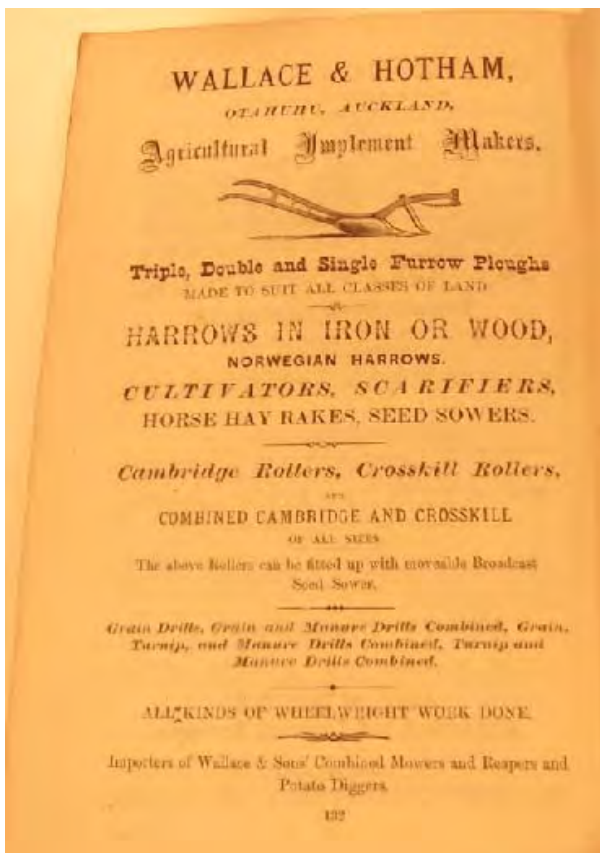 WALLACE & HOTHAM,
OTAHUHU, AUCKLAND,
Agricultural Implement Makers.
Triple, Double and Single Furrow Ploughs
MADE TO SUIT ALL CLASSES OF LAND
HARROWS IN IRON OR WOOD,
NORWEGIAN HARROWS.
CULTIVATORS, SCARIFIERS,
HORSE HAY RAKES, SEED SOWERS.
Cambridge Rollers, Crosskill Rollers,
AND
COMBINED CAMBRIDGE AND CROSSKILL
OF ALL SIZES
The above Rollers can be fitted up with moveable Broadcast
Seed Sower.
Grain Drills, Grain and Manure Drills Combined, Grain,
Turnip, and Manure Drills Combined, Turnip and
Manure Drills Combined.
ALL KINDS OF WHEELWRIGHT WORK DONE.
Importers of Wallace & Sons' Combined Mowers and Reapers and
Potato Diggers.
132